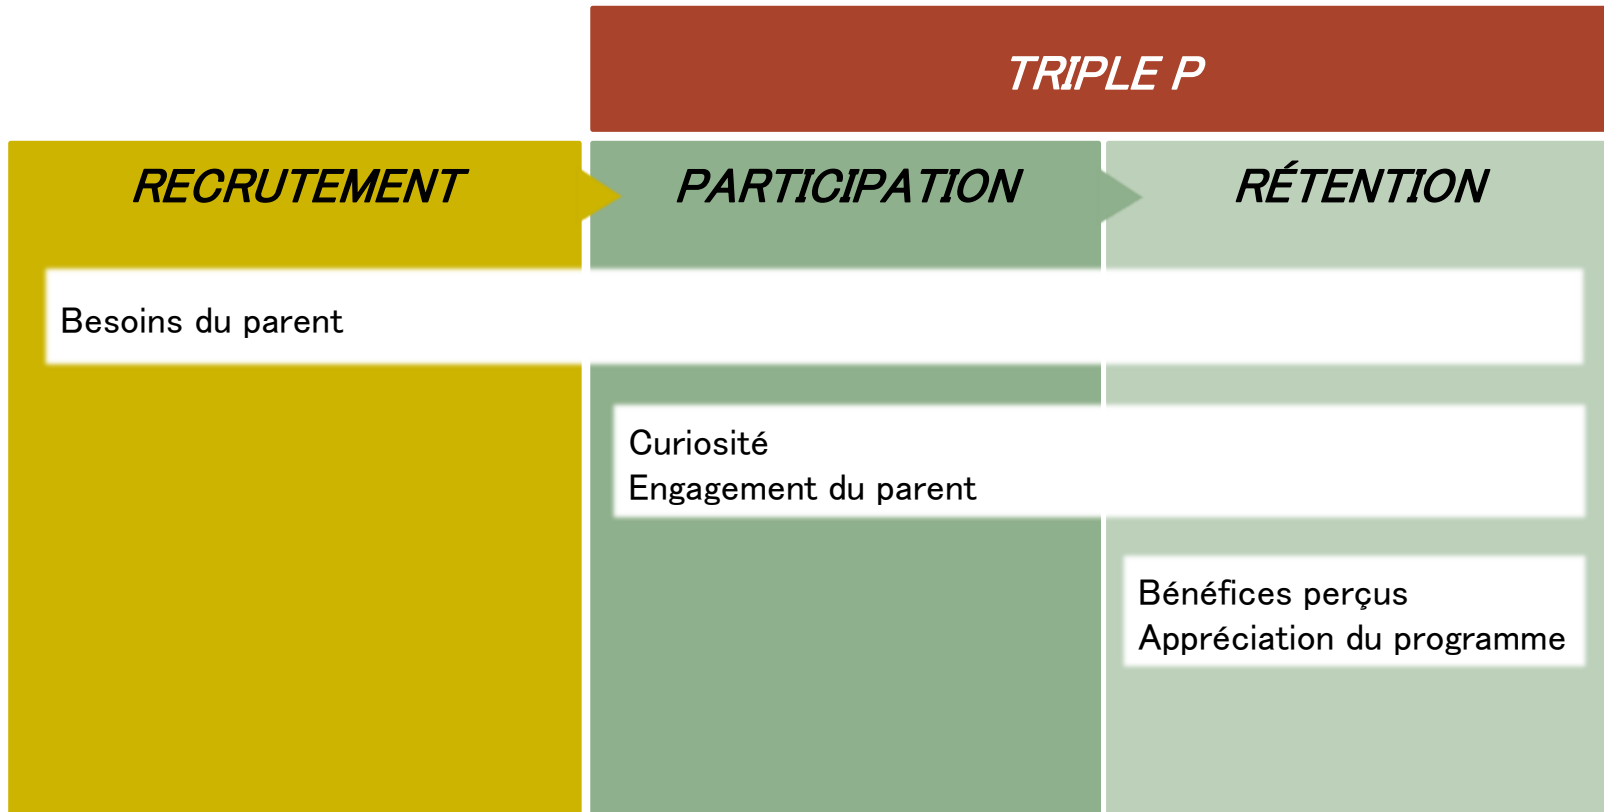 TRIPLE P
RECRUTEMENT
PARTICIPATION
RÉTENTION
Besoins du parent
Curiosité
Engagement du parent
Bénéfices perçus
Appréciation du programme